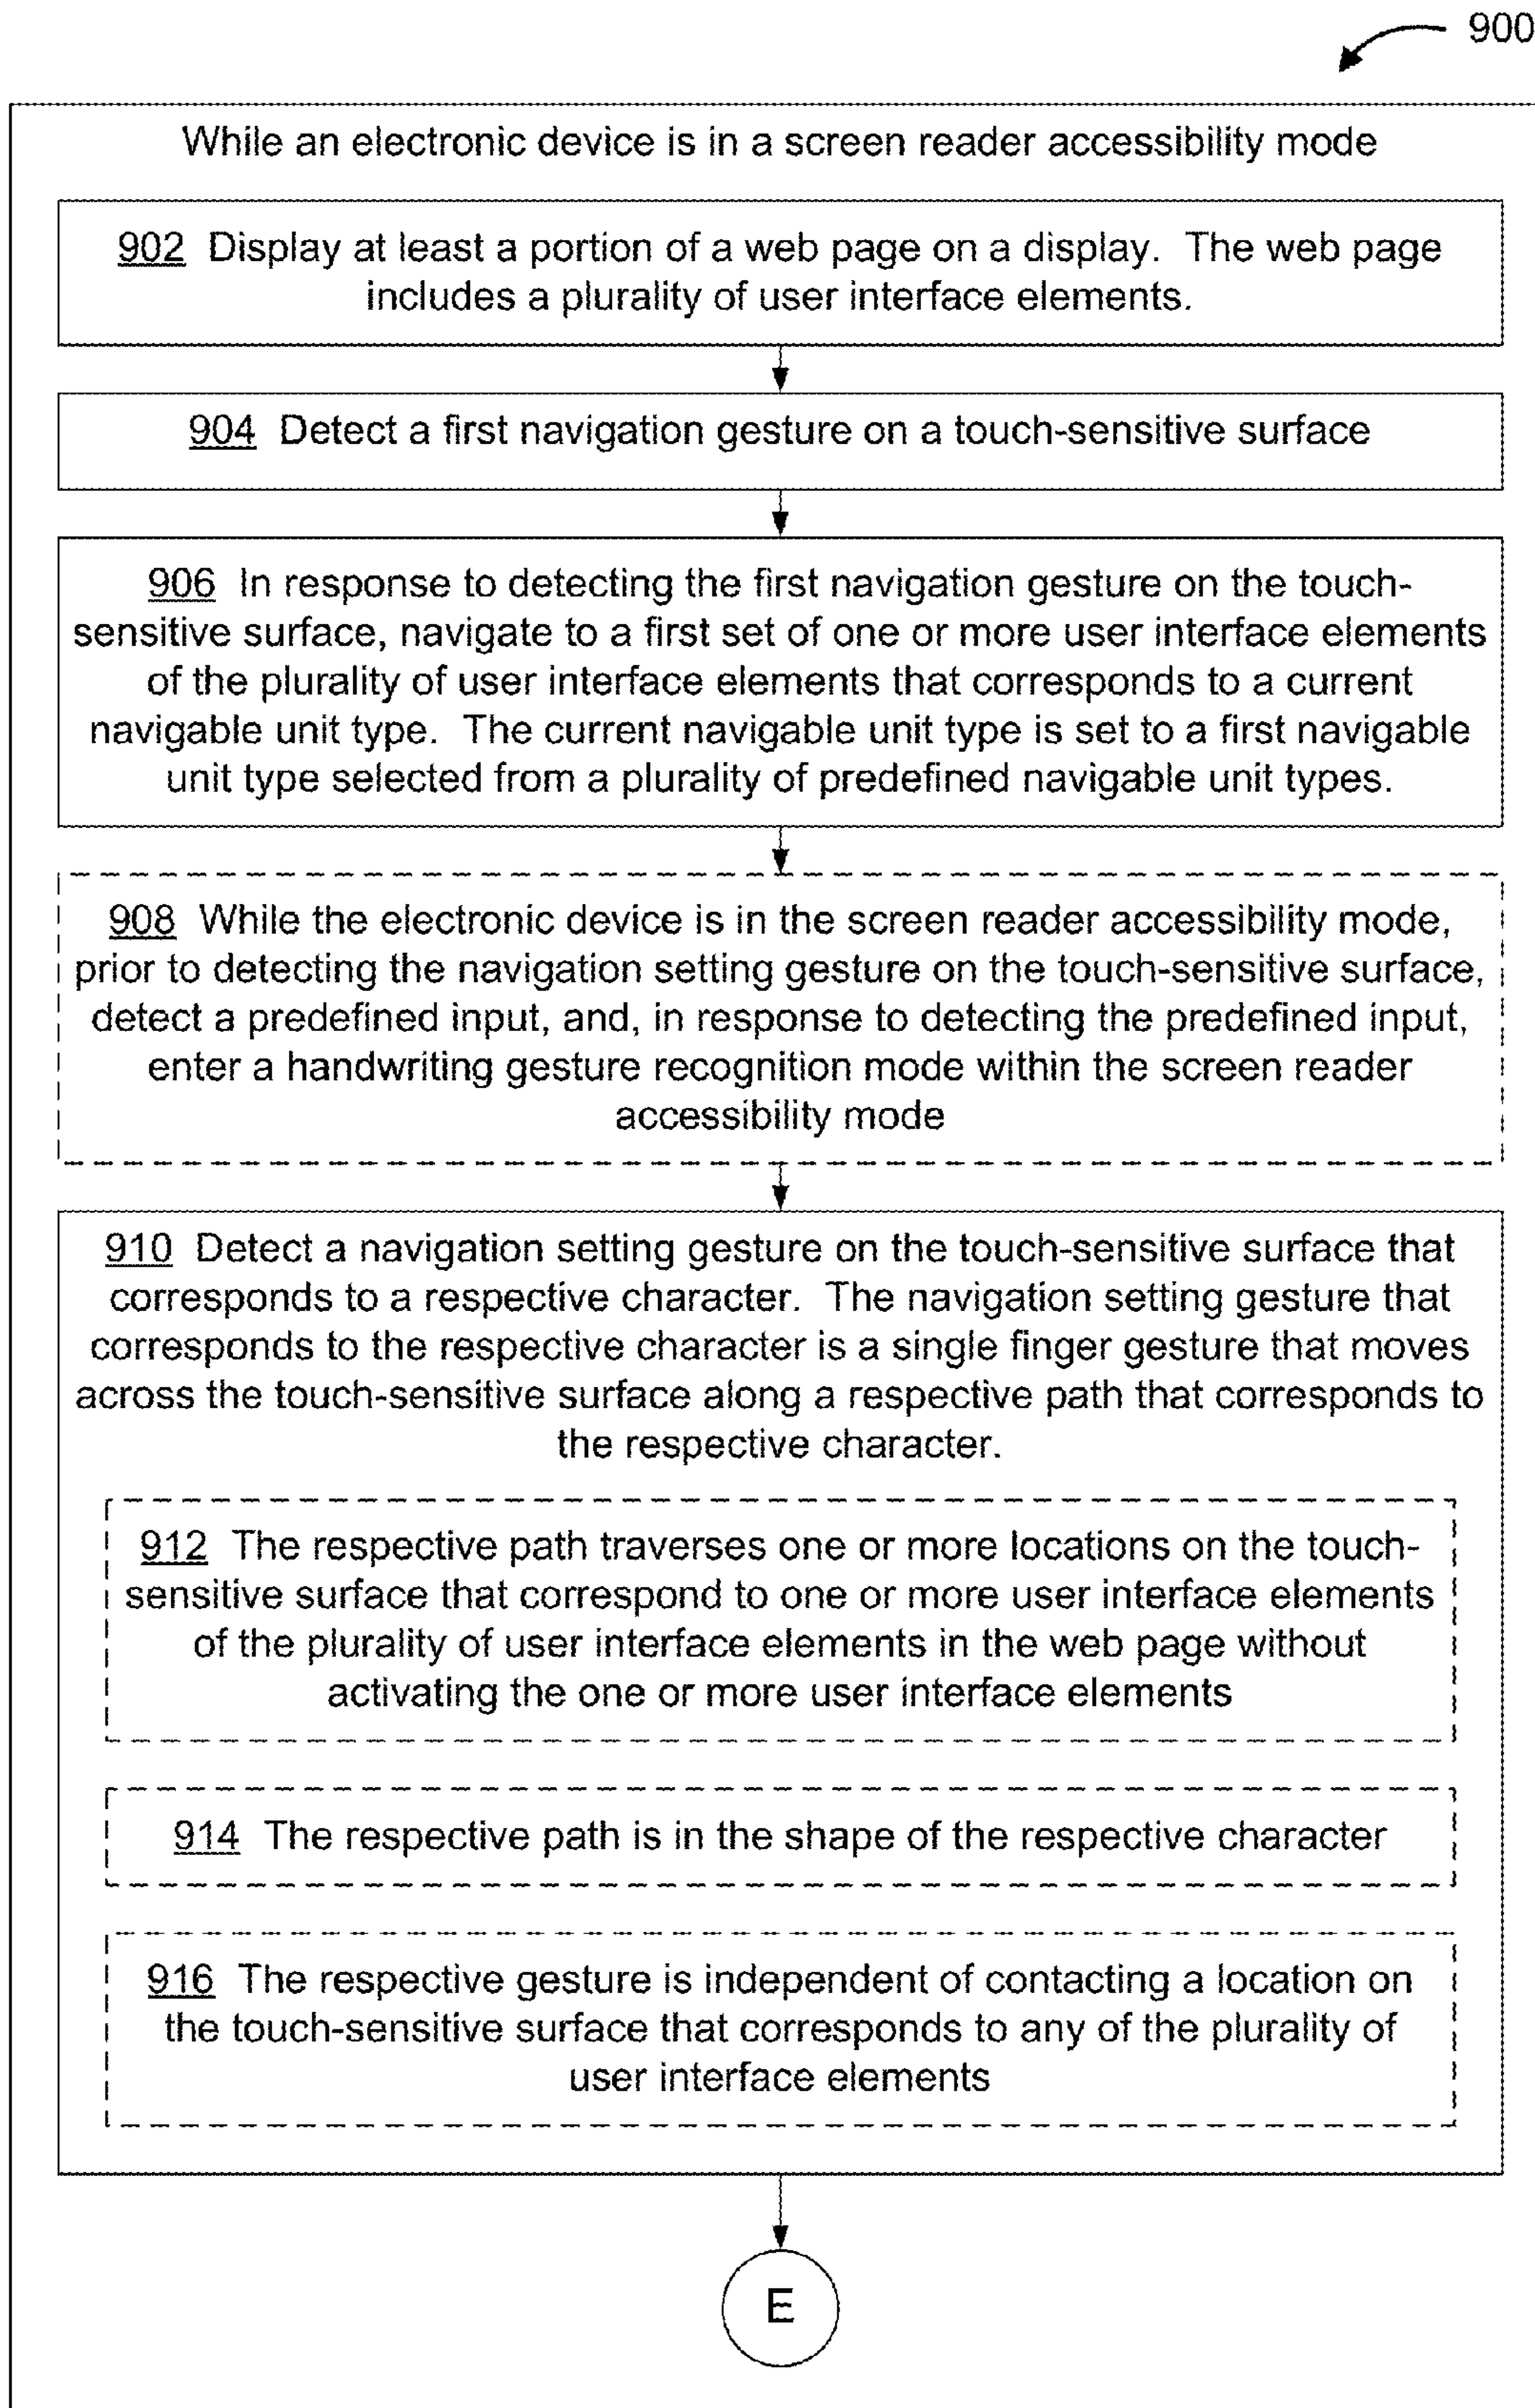 900
While an electronic device is in a screen reader accessibility mode
902 Display at least a portion of a web page on a display. The web page
includes a plurality of user interface elements.
904 Detect a first navigation gesture on a touch-sensitive surface
906 In response to detecting the first navigation gesture on the touch-
sensitive surface, navigate to a first set of one or more user interface elements
of the plurality of user interface elements that corresponds to a current
navigable unit type. The current navigable unit type is set to a first navigable
unit type selected from a plurality of predefined navigable unit types.
908 While the electronic device is in the screen reader accessibility mode,
prior to detecting the navigation setting gesture on the touch-sensitive surface,
detect a predefined input, and, in response to detecting the predefined input,
enter a handwriting gesture recognition mode within the screen reader
accessibility mode
910 Detect a navigation setting gesture on the touch-sensitive surface that
corresponds to a respective character. The navigation setting gesture that
corresponds to the respective character is a single finger gesture that moves
across the touch-sensitive surface along a respective path that corresponds to
the respective character.
912 The respective path traverses one or more locations on the touch-
sensitive surface that correspond to one or more user interface elements
of the plurality of user interface elements in the web page without
activating the one or more user interface elements
914 The respective path is in the shape of the respective character
916 The respective gesture is independent of contacting a location on
the touch-sensitive surface that corresponds to any of the plurality of
user interface elements
E